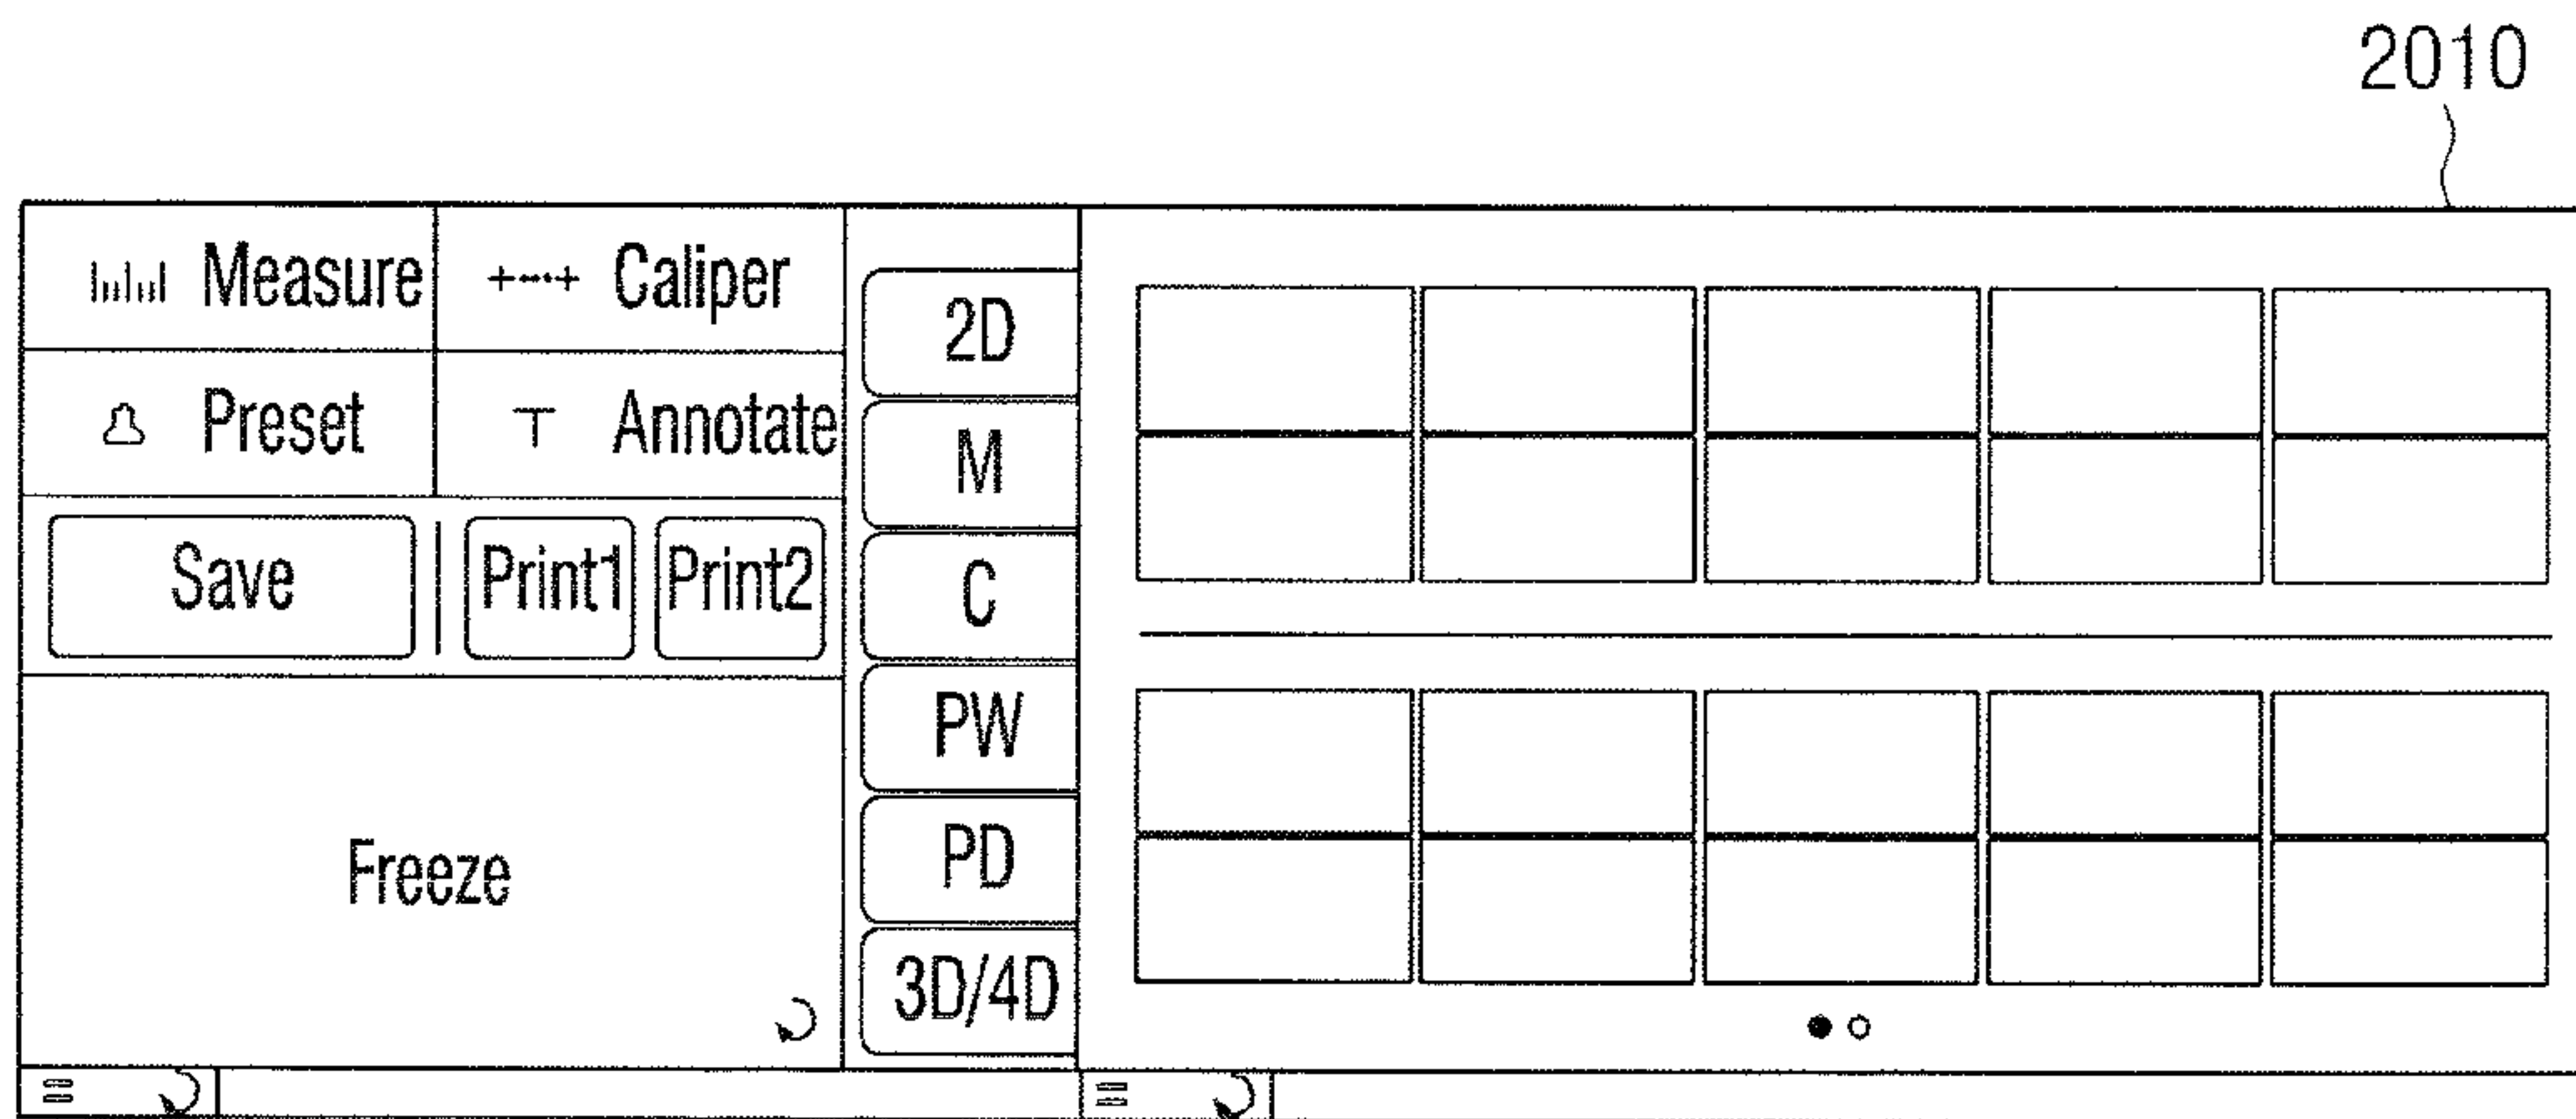 2010
Measure
Caliper
Preset
Annotate
Save
Print1
Print2
Freeze
2D
M
C
PW
PD
3D/4D